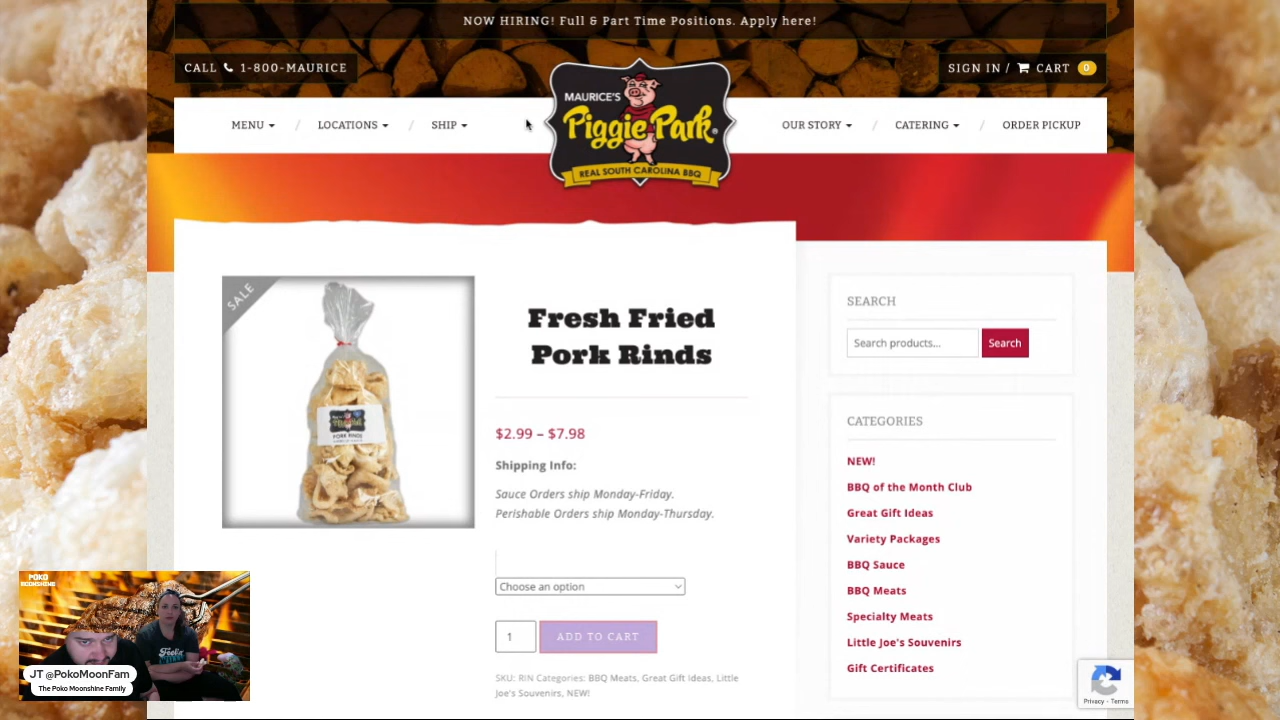 NOW HIRING! Full & Part Time Positions. Apply here!
CALL 1-800-MAURICE
SIGN IN / CART 0
MENU / LOCATIONS / SHIP
MAURICE'S
Piggie Park®
REAL SOUTH CAROLINA BBQ
OUR STORY / CATERING / ORDER PICKUP
SALE
PORK RINDS
Fresh Fried
Pork Rinds
$2.99 – $7.98
Shipping Info:
Sauce Orders ship Monday-Friday.
Perishable Orders ship Monday-Thursday.
Choose an option
1 ADD TO CART
SKU: RIN Categories: BBQ Meats, Great Gift Ideas, Little
Joe's Souvenirs, NEW!
SEARCH
Search products... Search
CATEGORIES
NEW!
BBQ of the Month Club
Great Gift Ideas
Variety Packages
BBQ Sauce
BBQ Meats
Specialty Meats
Little Joe's Souvenirs
Gift Certificates
Privacy - Terms
POKO
MOONSHINE
Feelin'
JT @PokoMoonFam
The Poko Moonshine Family